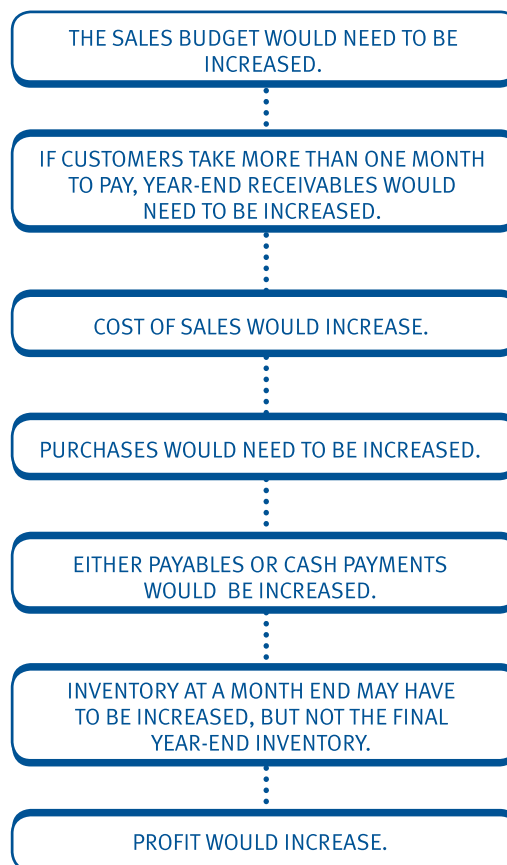 THE SALES BUDGET WOULD NEED TO BE
INCREASED.
IF CUSTOMERS TAKE MORE THAN ONE MONTH
TO PAY, YEAR-END RECEIVABLES WOULD
NEED TO BE INCREASED.
COST OF SALES WOULD INCREASE.
PURCHASES WOULD NEED TO BE INCREASED.
EITHER PAYABLES OR CASH PAYMENTS
WOULD BE INCREASED.
INVENTORY AT A MONTH END MAY HAVE
TO BE INCREASED, BUT NOT THE FINAL
YEAR-END INVENTORY.
PROFIT WOULD INCREASE.